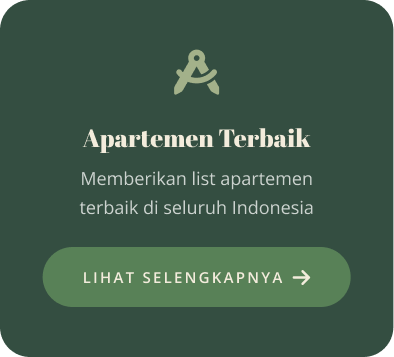 Apartemen Terbaik
Memberikan list apartemen
terbaik di seluruh Indonesia
LIHAT SELENGKAPNYA